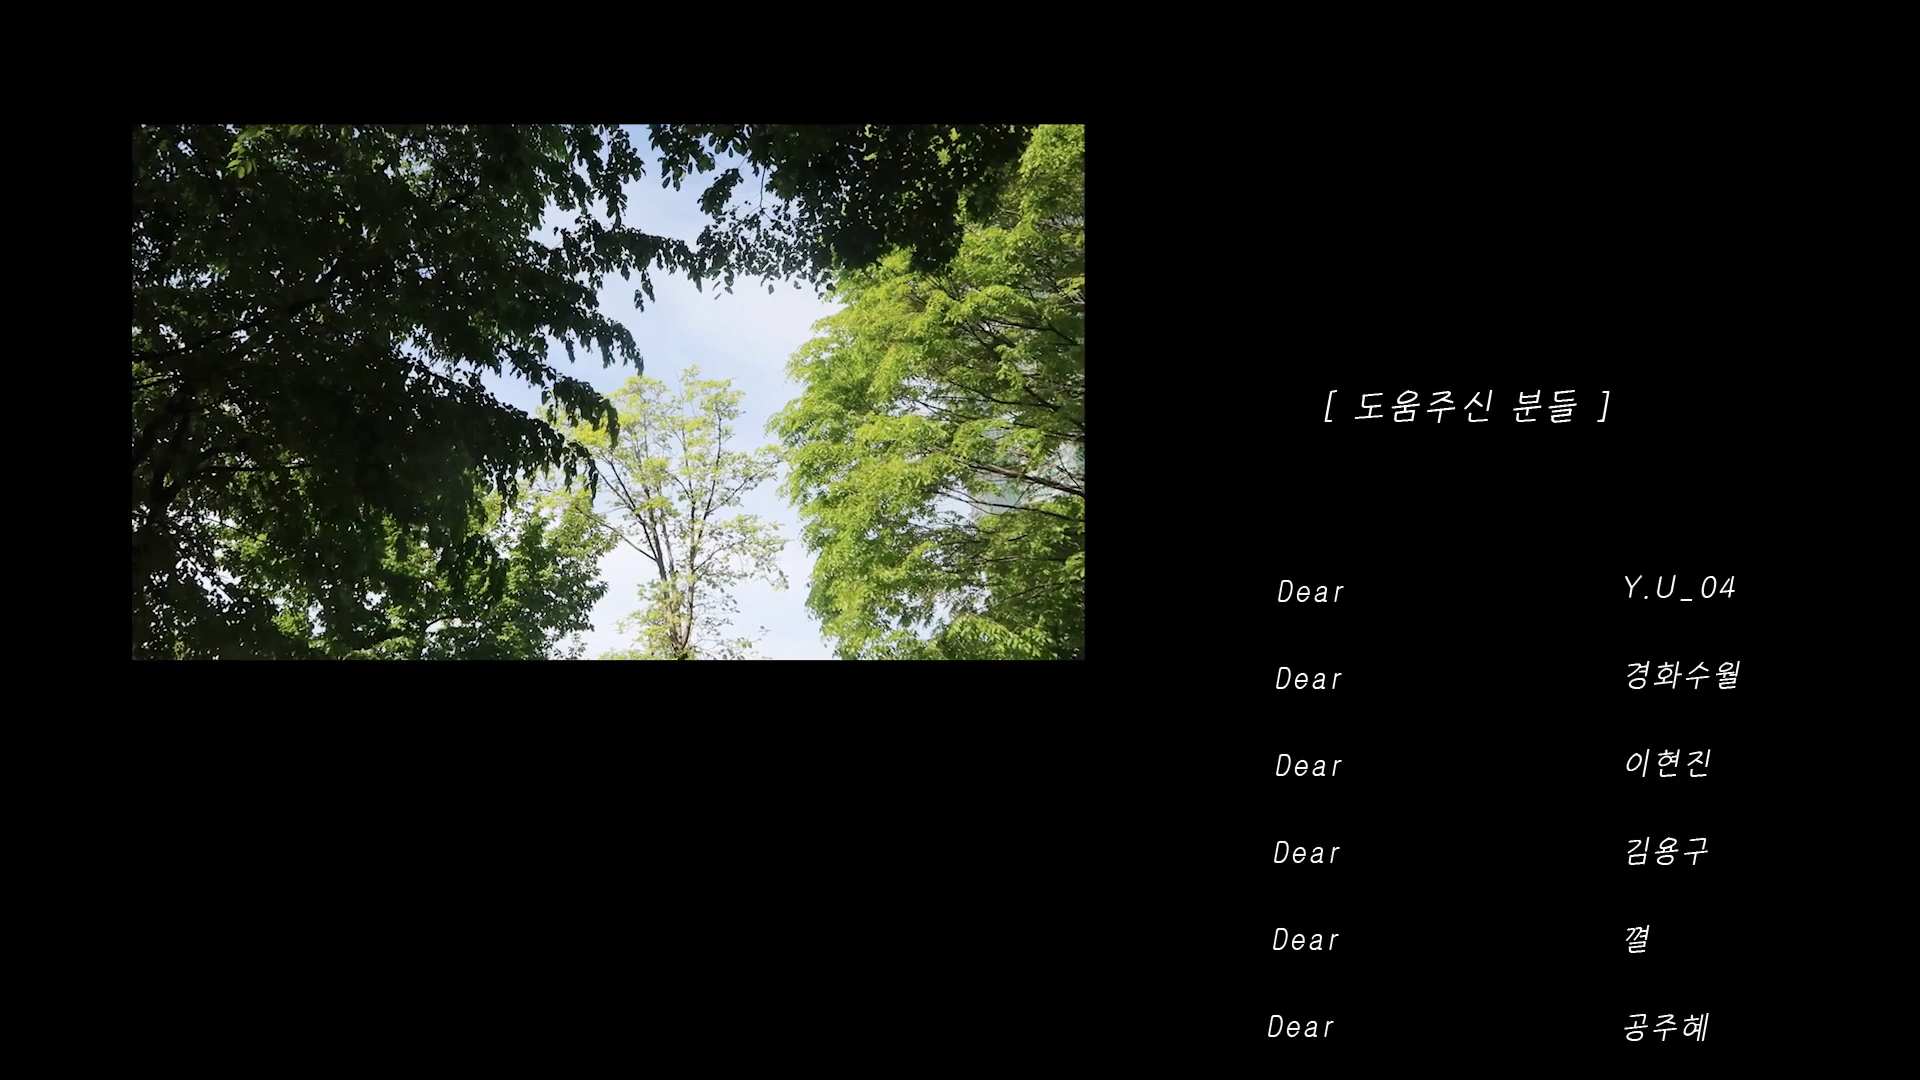 [ 도움주신 분들 ]
Dear Y.U_04
Dear 경화수월
Dear 이현진
Dear 김용구
Dear 껼
Dear 공주혜